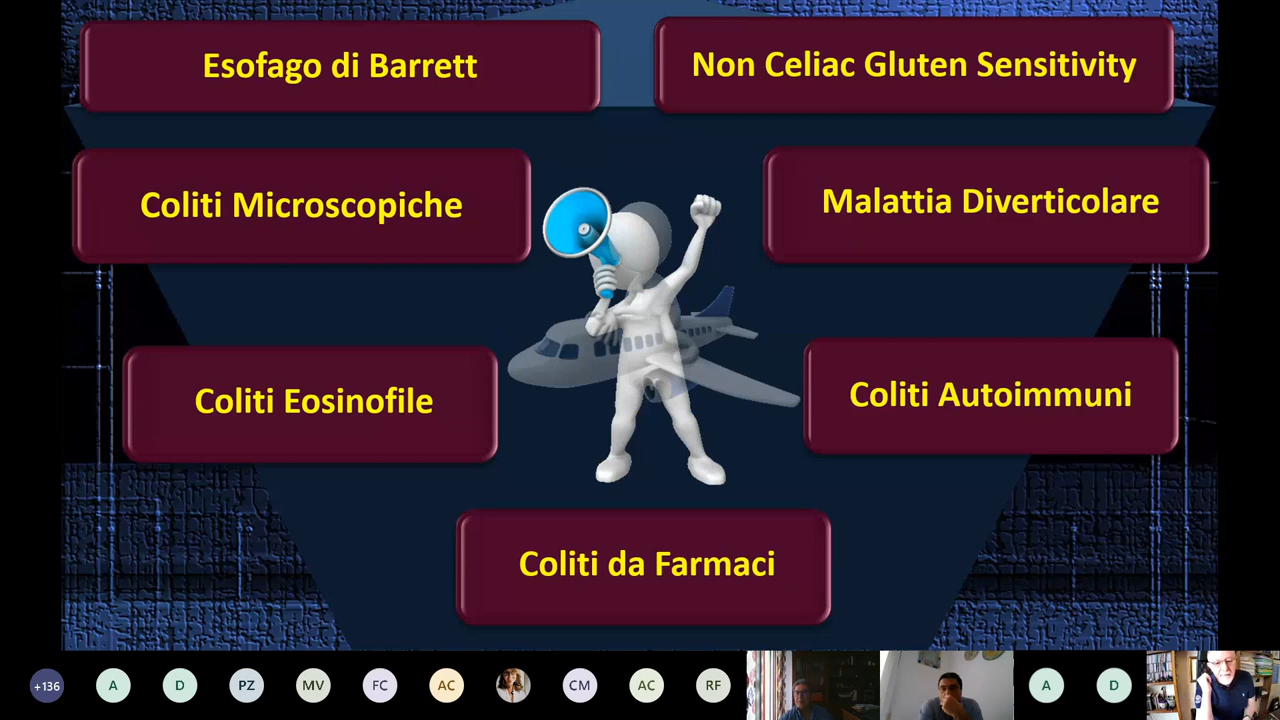 Esofago di Barrett
Non Celiac Gluten Sensitivity
Coliti Microscopiche
Malattia Diverticolare
Coliti Eosinofile
Coliti Autoimmuni
Coliti da Farmaci
+136
A
D
PZ
MV
FC
AC
CM
AC
RF
A
D